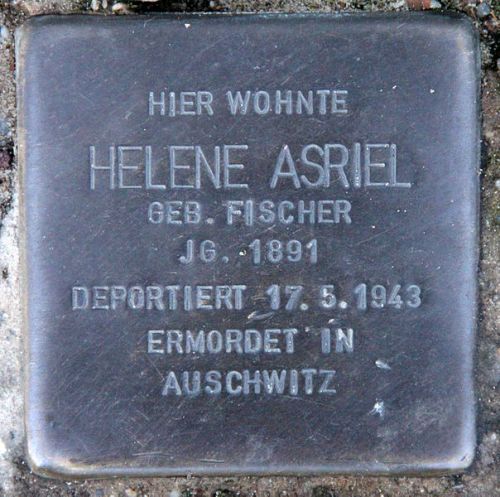 HIER WOHNTE
HELENE ASRIEL
GEB. FISCHER
JG. 1891
DEPORTIERT 17.5.1943
ERMORDET IN
AUSCHWITZ